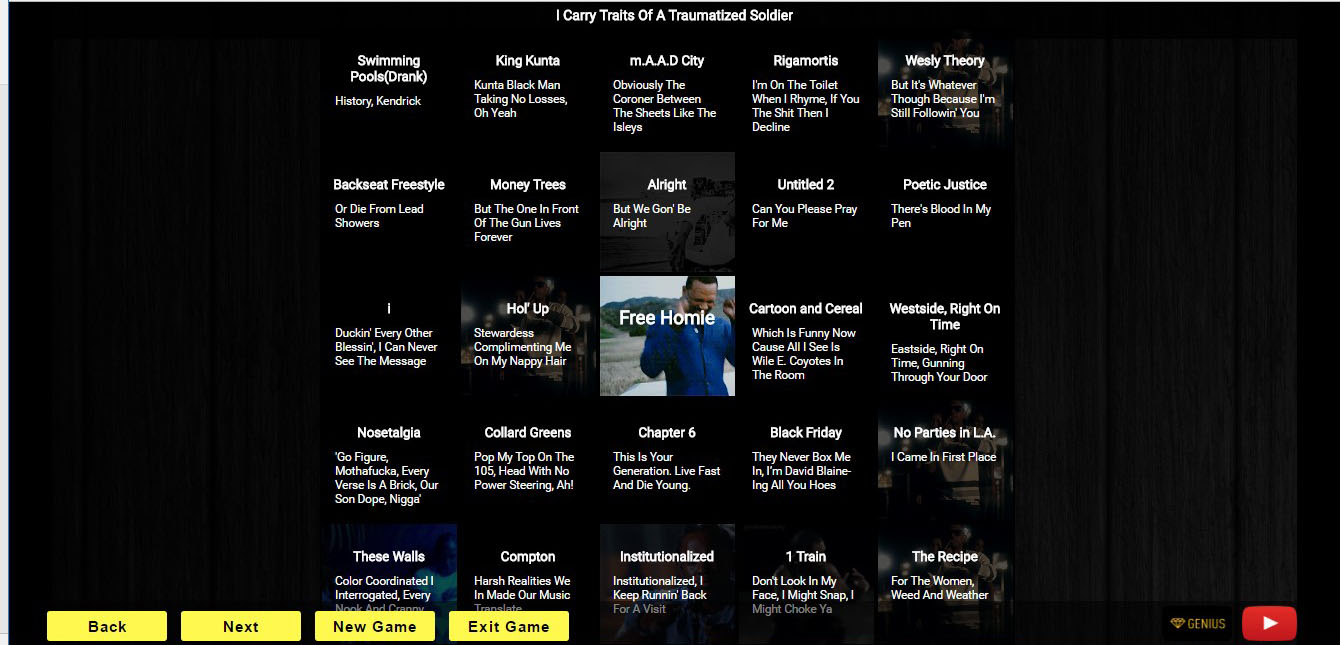 I Carry Traits Of A Traumatized Soldier
Swimming
Pools(Drank)
History, Kendrick
King Kunta
Kunta Black Man
Taking No Losses,
Oh Yeah
m.A.A.D City
Obviously The
Coroner Between
The Sheets Like The
Isleys
Rigamortis
I'm On The Toilet
When I Rhyme, If You
The Shit Then I
Decline
Wesly Theory
But It's Whatever
Though Because I'm
Still Followin' You
Backseat Freestyle
Or Die From Lead
Showers
Money Trees
But The One In Front
Of The Gun Lives
Forever
Alright
But We Gon' Be
Alright
Untitled 2
Can You Please Pray
For Me
Poetic Justice
There's Blood In My
Pen
i
Duckin' Every Other
Blessin', I Can Never
See The Message
Hol' Up
Stewardess
Complimenting Me
On My Nappy Hair
Free Homie
Cartoon and Cereal
Which Is Funny Now
Cause All I See Is
Wile E. Coyotes In
The Room
Westside, Right On
Time
Eastside, Right On
Time, Gunning
Through Your Door
Nosetalgia
'Go Figure,
Mothafucka, Every
Verse Is A Brick, Our
Son Dope, Nigga'
Collard Greens
Pop My Top On The
105, Head With No
Power Steering, Ah!
Chapter 6
This Is Your
Generation. Live Fast
And Die Young.
Black Friday
They Never Box Me
In, I'm David Blaine-
Ing All You Hoes
No Parties in L.A.
I Came In First Place
These Walls
Color Coordinated I
Interrogated, Every
Nook And Cranny
Compton
Harsh Realities We
In Made Our Music
Translate
Institutionalized
Institutionalized, I
Keep Runnin' Back
For A Visit
1 Train
Don't Look In My
Face, I Might Snap, I
Might Choke Ya
The Recipe
For The Women,
Weed And Weather
Back
Next
New Game
Exit Game
GENIUS